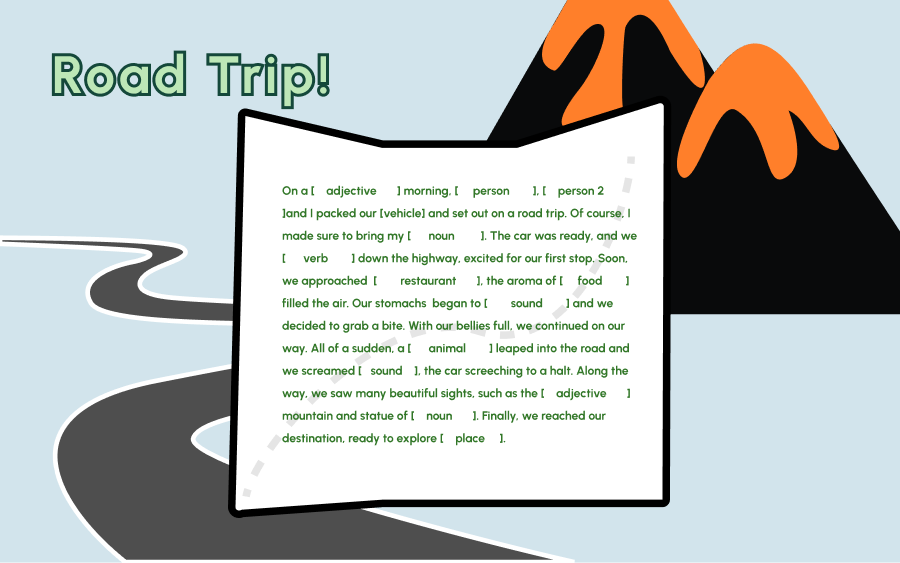 Road Trip!
On a [ adjective ] morning, [ person ], [ person 2
]and I packed our [vehicle] and set out on a road trip. Of course, I
made sure to bring my [ noun ]. The car was ready, and we
[ verb ] down the highway, excited for our first stop. Soon,
we approached [ restaurant ], the aroma of [ food ]
filled the air. Our stomachs began to [ sound ] and we
decided to grab a bite. With our bellies full, we continued on our
way. All of a sudden, a [ animal ] leaped into the road and
we screamed [ sound ], the car screeching to a halt. Along the
way, we saw many beautiful sights, such as the [ adjective ]
mountain and statue of [ noun ]. Finally, we reached our
destination, ready to explore [ place ].